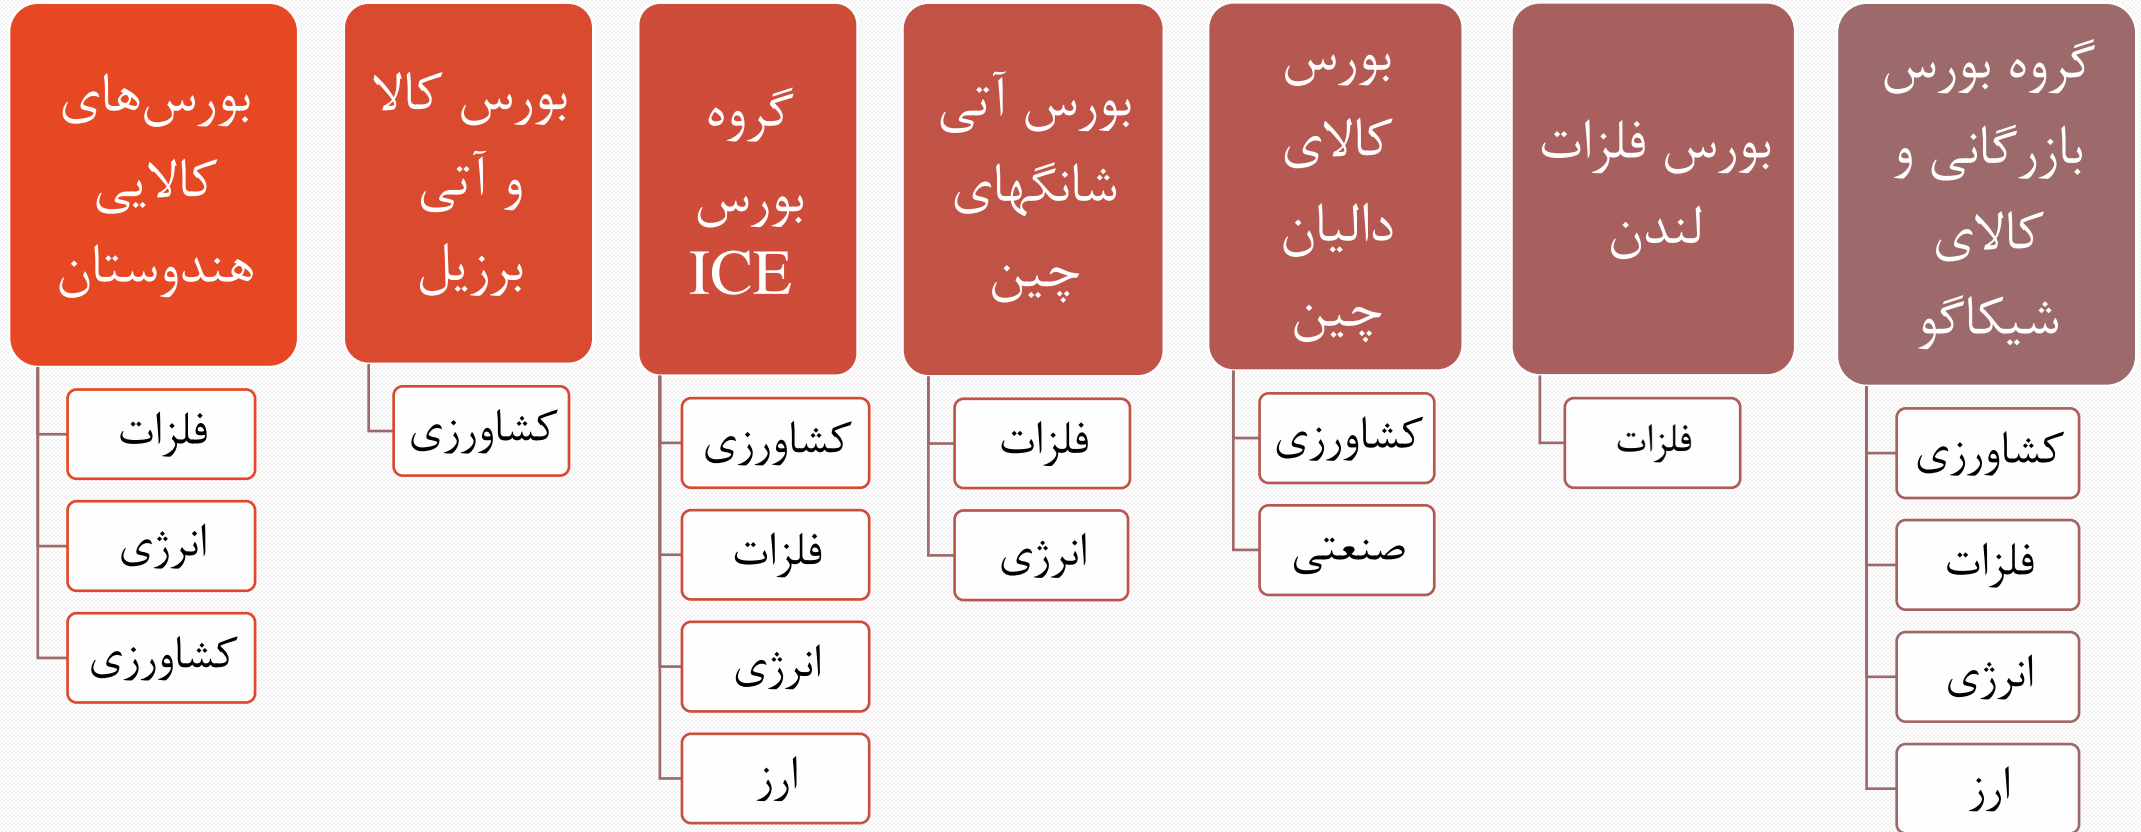 گروه بورس
بازرگانی و
کالای
شیکاگو
کشاورزی
فلزات
انرژی
ارز
بورس فلزات
لندن
فلزات
بورس
کالای
دالیان
چین
کشاورزی
صنعتی
بورس آتی
شانگهای
چین
فلزات
انرژی
گروه
بورس
ICE
کشاورزی
فلزات
انرژی
ارز
بورس کالا
و آتی
برزیل
کشاورزی
بورس‌های
کالایی
هندوستان
فلزات
انرژی
کشاورزی